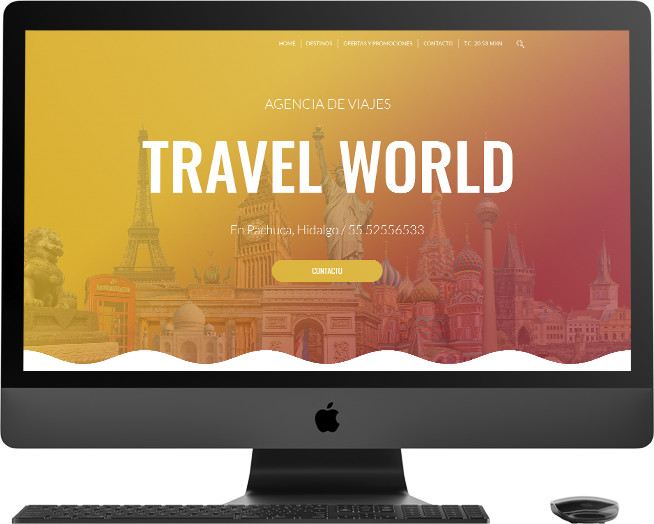 HOME | DESTINOS | OFERTAS Y PROMOCIONES | CONTACTO | T.C. 20.58 MXN
AGENCIA DE VIAJES
TRAVEL WORLD
En Pachuca, Hidalgo / 55 52556533
CONTACTO